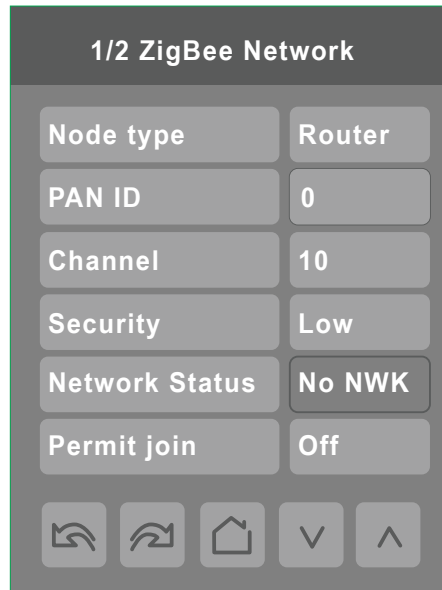 1/2 ZigBee Network
Node type Router
PAN ID 0
Channel 10
Security Low
Network Status No NWK
Permit join Off